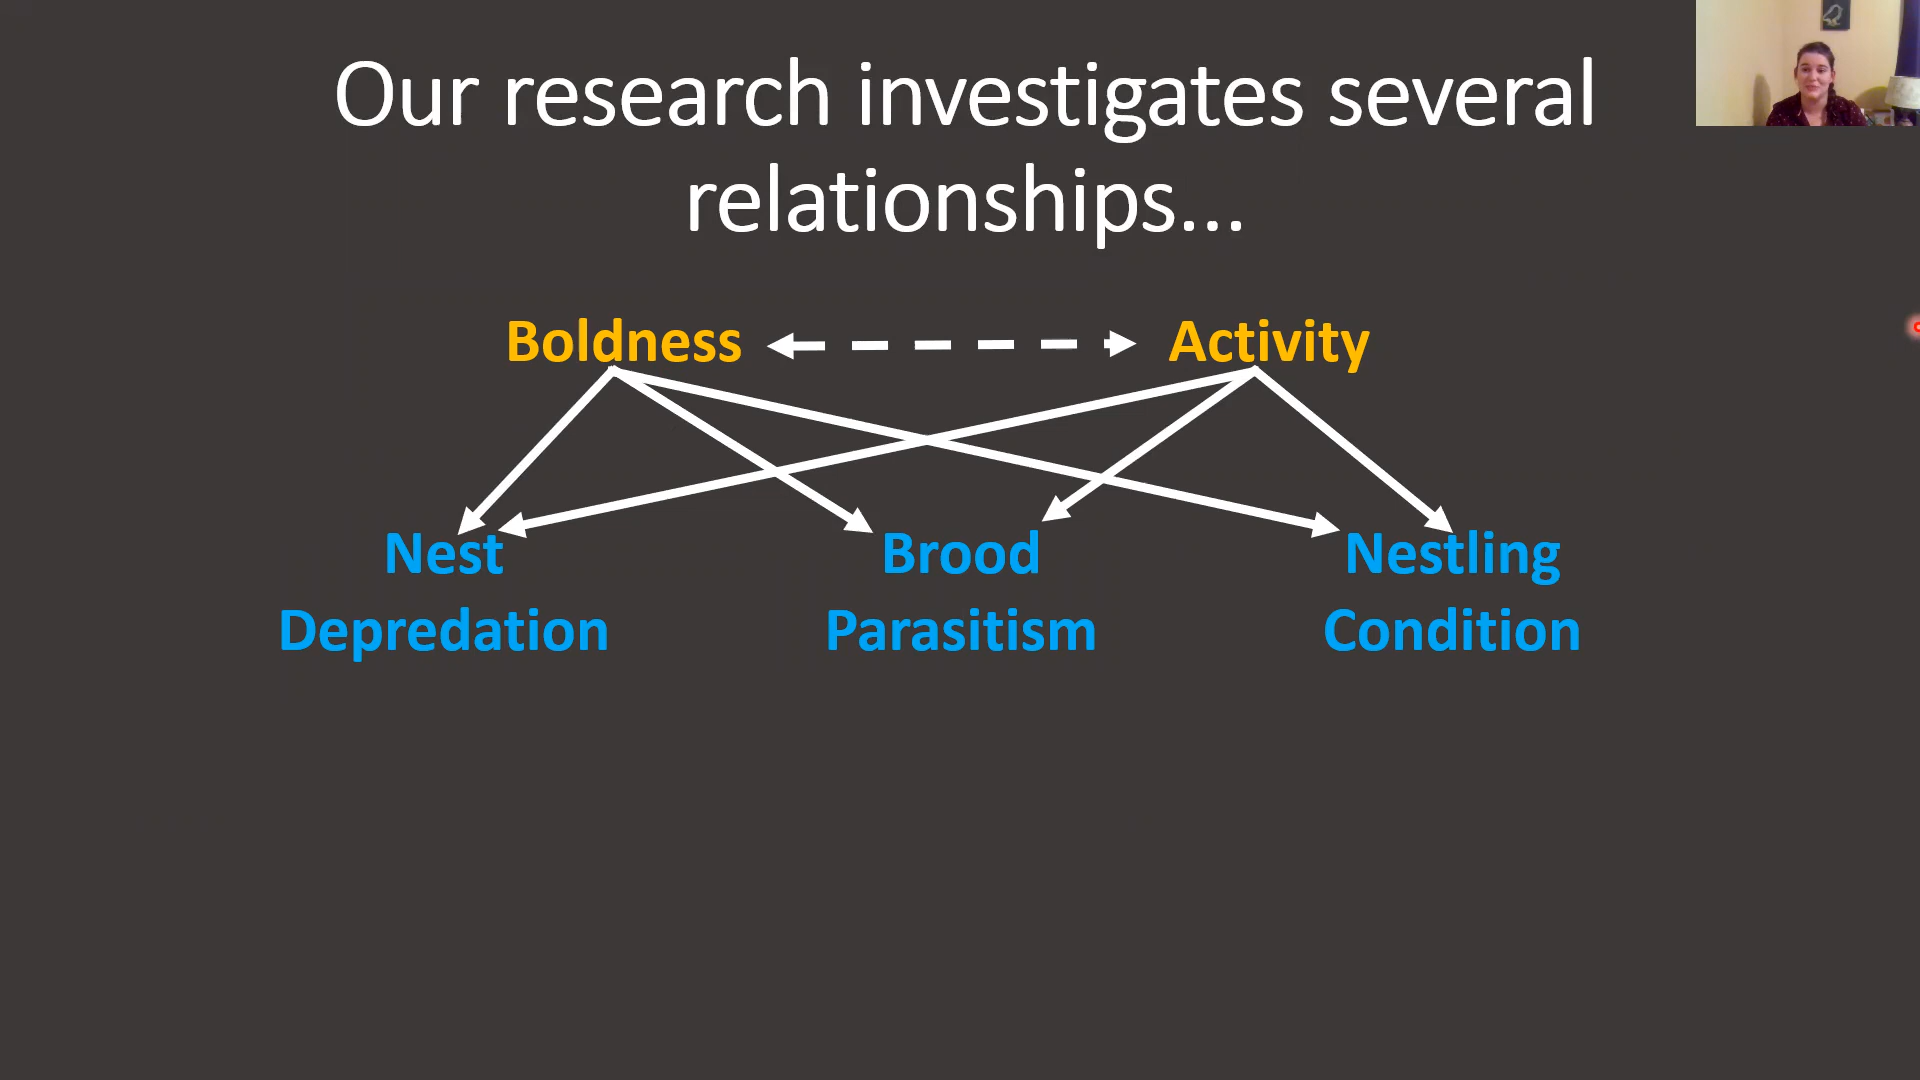 Our research investigates several
relationships...
Boldness
Activity
Nest
Depredation
Brood
Parasitism
Nestling
Condition